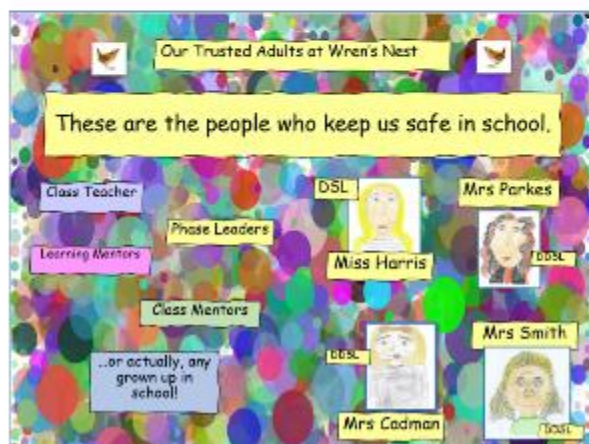 Our Trusted Adults at Wren's Nest
These are the people who keep us safe in school.
Class Teacher
DSL
Mrs Parkes
Phase Leaders
Learning Mentors
Miss Harris
DDSL
Class Mentors
Mrs Smith
DDSL
...or actually, any
grown up in
school!
Mrs Cadman
DDSL